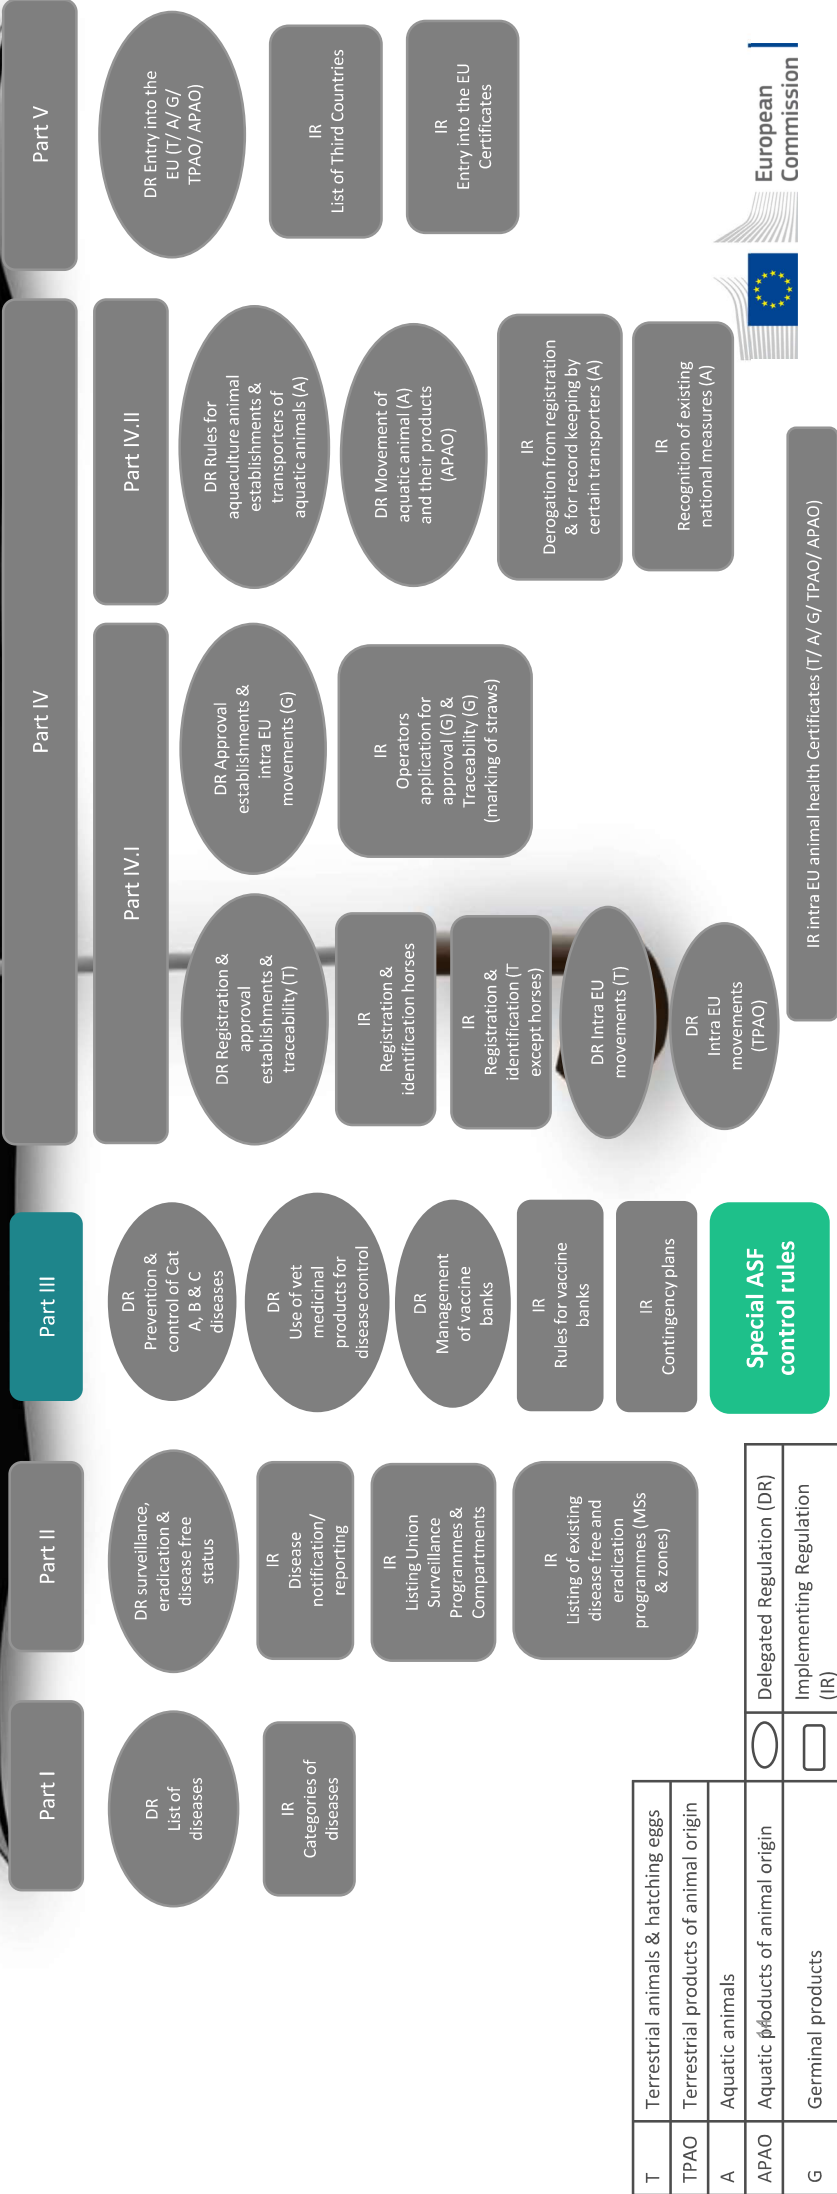 Part I
DR
List of
diseases
IR
Categories of
diseases
Part II
DR surveillance,
eradication &
disease free
status
IR
Disease
notification/
reporting
IR
Listing Union
Surveillance
Programmes &
Compartments
IR
Listing of existing
disease free and
eradication
programmes (MSs
& zones)
Part III
DR
Prevention &
control of Cat
A, B & C
diseases
DR
Use of vet
medicinal
products for
disease control
DR
Management
of vaccine
banks
IR
Rules for vaccine
banks
IR
Contingency plans
Special ASF
control rules
Part IV
Part IV.I
DR Registration &
approval
establishments &
traceability (T)
IR
Registration &
identification horses
IR
Registration &
identification (T
except horses)
DR Intra EU
movements (T)
DR
Intra EU
movements
(TPAO)
DR Approval
establishments &
intra EU
movements (G)
IR
Operators
application for
approval (G) &
Traceability (G)
(marking of straws)
Part IV.II
DR Rules for
aquaculture animal
establishments &
transporters of
aquatic animals (A)
DR Movement of
aquatic animal (A)
and their products
(APAO)
IR
Derogation from registration
& for record keeping by
certain transporters (A)
IR
Recognition of existing
national measures (A)
IR intra EU animal health Certificates (T/ A/ G/ TPAO/ APAO)
Part V
DR Entry into the
EU (T/ A/ G/
TPAO/ APAO)
IR
List of Third Countries
IR
Entry into the EU
Certificates
T Terrestrial animals & hatching eggs
TPAO Terrestrial products of animal origin
A Aquatic animals
APAO Aquatic products of animal origin
G Germinal products
Delegated Regulation (DR)
Implementing Regulation
(IR)
European
Commission